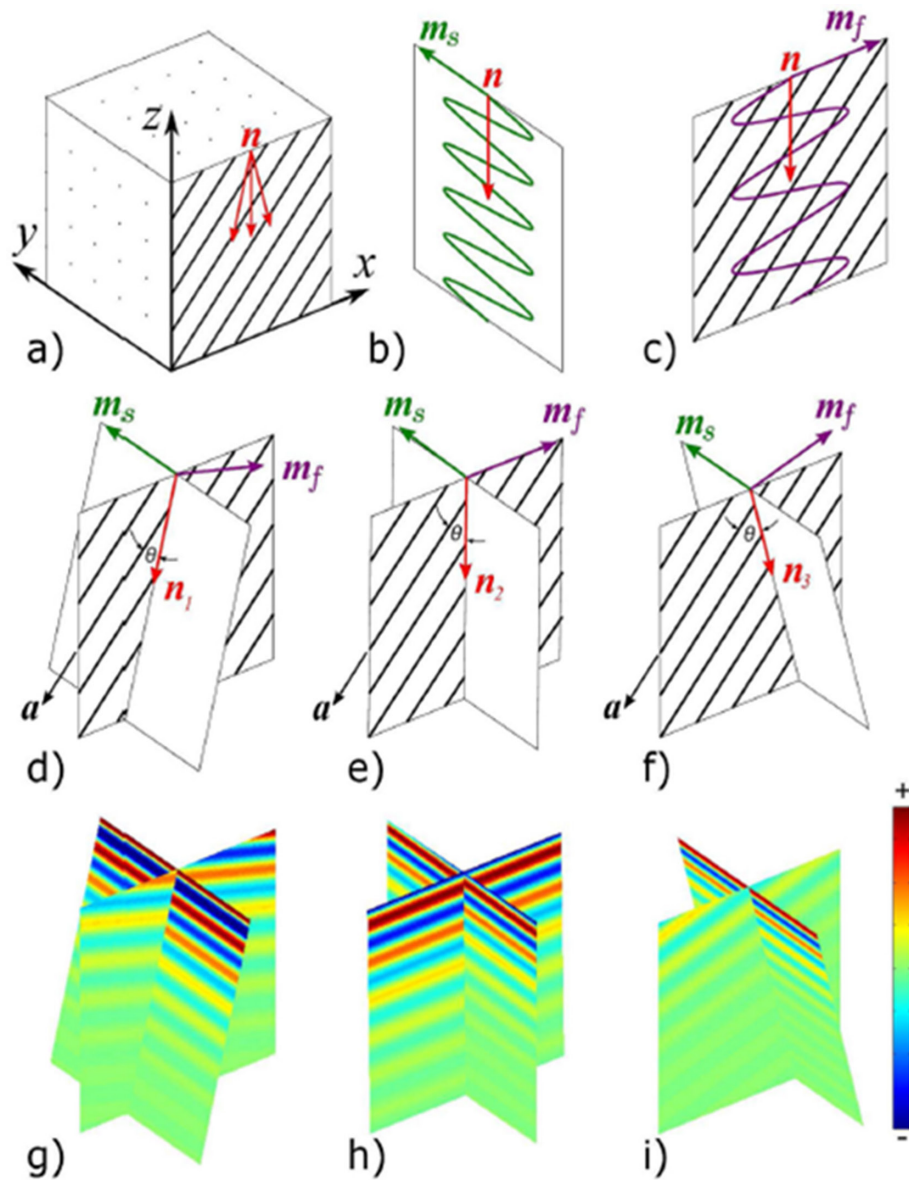 m_s
m_f
z
n
n
n
y
x
a)
b)
c)
m_s
m_s
m_f
m_s
m_f
m_f
θ
θ
θ
n_1
n_2
n_3
a
a
a
d)
e)
f)
+
g)
h)
i)
-